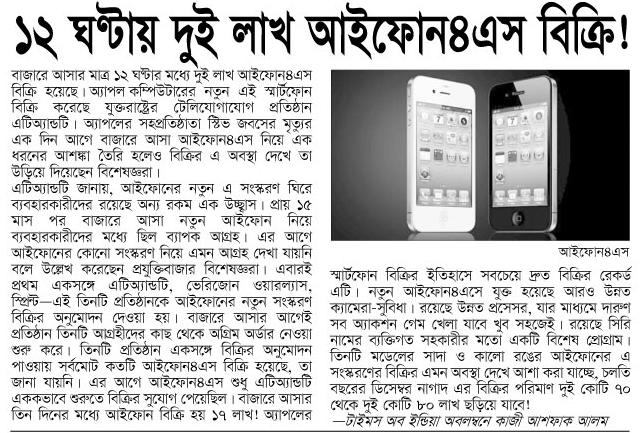 ১২ ঘণ্টায় দুই লাখ আইফোন৪এস বিক্রি!
বাজারে আসার মাত্র ১২ ঘণ্টার মধ্যে দুই লাখ আইফোন৪এস
বিক্রি হয়েছে। অ্যাপল কম্পিউটারের নতুন এই স্মার্টফোন
বিক্রি করেছে যুক্তরাষ্ট্রের টেলিযোগাযোগ প্রতিষ্ঠান
এটিঅ্যান্ডটি। অ্যাপলের সহপ্রতিষ্ঠাতা স্টিভ জবসের মৃত্যুর
এক দিন আগে বাজারে আসা আইফোন৪এস নিয়ে এক
ধরনের আশঙ্কা তৈরি হলেও বিক্রির এ অবস্থা দেখে তা
উড়িয়ে দিয়েছেন বিশেষজ্ঞরা।
এটিঅ্যান্ডটি জানায়, আইফোনের নতুন এ সংস্করণ ঘিরে
ব্যবহারকারীদের রয়েছে অন্য রকম এক উচ্ছ্বাস। প্রায় ১৫
মাস পর বাজারে আসা নতুন আইফোন নিয়ে
ব্যবহারকারীদের মধ্যে ছিল ব্যাপক আগ্রহ। এর আগে
আইফোনের কোনো সংস্করণ নিয়ে এমন আগ্রহ দেখা যায়নি
বলে উল্লেখ করেছেন প্রযুক্তিবাজার বিশেষজ্ঞরা। এবারই
প্রথম একসঙ্গে এটিঅ্যান্ডটি, ভেরিজোন ওয়ারল্যাস,
স্প্রিন্ট—এই তিনটি প্রতিষ্ঠানকে আইফোনের নতুন সংস্করণ
বিক্রির অনুমোদন দেওয়া হয়। বাজারে আসার আগেই
প্রতিষ্ঠান তিনটি আগ্রহীদের কাছ থেকে অগ্রিম অর্ডার নেওয়া
শুরু করে। তিনটি প্রতিষ্ঠান একসঙ্গে বিক্রির অনুমোদন
পাওয়ায় সর্বমোট কতটি আইফোন৪এস বিক্রি হয়েছে, তা
জানা যায়নি। এর আগে আইফোন৪এস শুধু এটিঅ্যান্ডটি
এককভাবে শুরুতে বিক্রির সুযোগ পেয়েছিল। বাজারে আসার
তিন দিনের মধ্যে আইফোন বিক্রি হয় ১৭ লাখ! অ্যাপলের
আইফোন৪এস
স্মার্টফোন বিক্রির ইতিহাসে সবচেয়ে দ্রুত বিক্রির রেকর্ড
এটি। নতুন আইফোন৪এসে যুক্ত হয়েছে আরও উন্নত
ক্যামেরা-সুবিধা। রয়েছে উন্নত প্রসেসর, যার মাধ্যমে দারুণ
সব অ্যাকশন গেম খেলা যাবে খুব সহজেই। রয়েছে সিরি
নামের ব্যক্তিগত সহকারীর মতো একটি বিশেষ প্রোগ্রাম।
তিনটি মডেলের সাদা ও কালো রঙের আইফোনের এ
সংস্করণের বিক্রির এমন অবস্থা দেখে আশা করা যাচ্ছে, চলতি
বছরের ডিসেম্বর নাগাদ এর বিক্রির পরিমাণ দুই কোটি ৭০
থেকে দুই কোটি ৮০ লাখ ছড়িয়ে যাবে!
—টাইমস অব ইন্ডিয়া অবলম্বনে কাজী আশফাক আলম